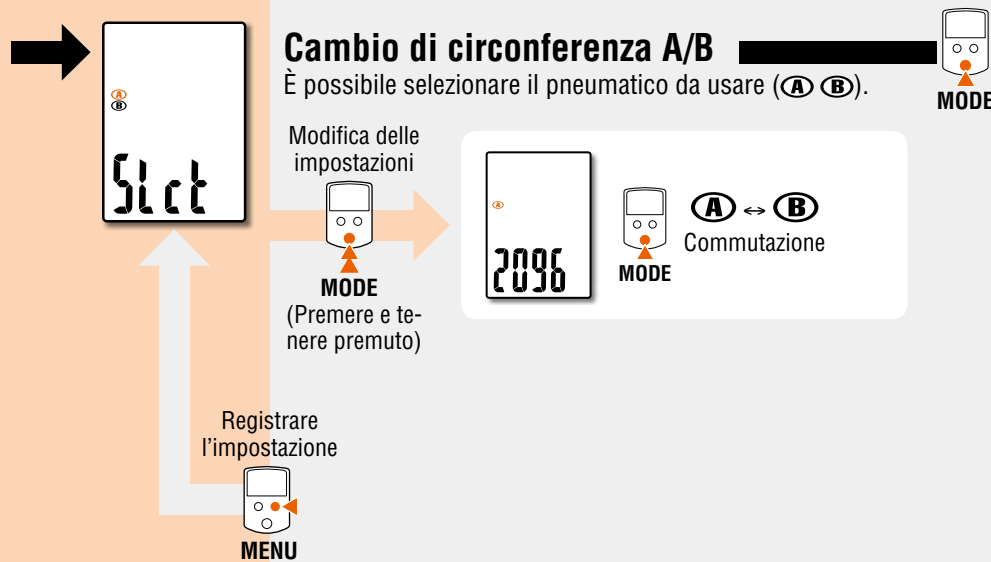 Cambio di circonferenza A/B
È possibile selezionare il pneumatico da usare (Ⓐ Ⓑ).
MODE
Ⓐ
Ⓑ
Slct
Modifica delle
impostazioni
MODE
(Premere e te-
nere premuto)
Ⓐ
2096
MODE
Ⓐ ↔ Ⓑ
Commutazione
Registrare
l’impostazione
MENU